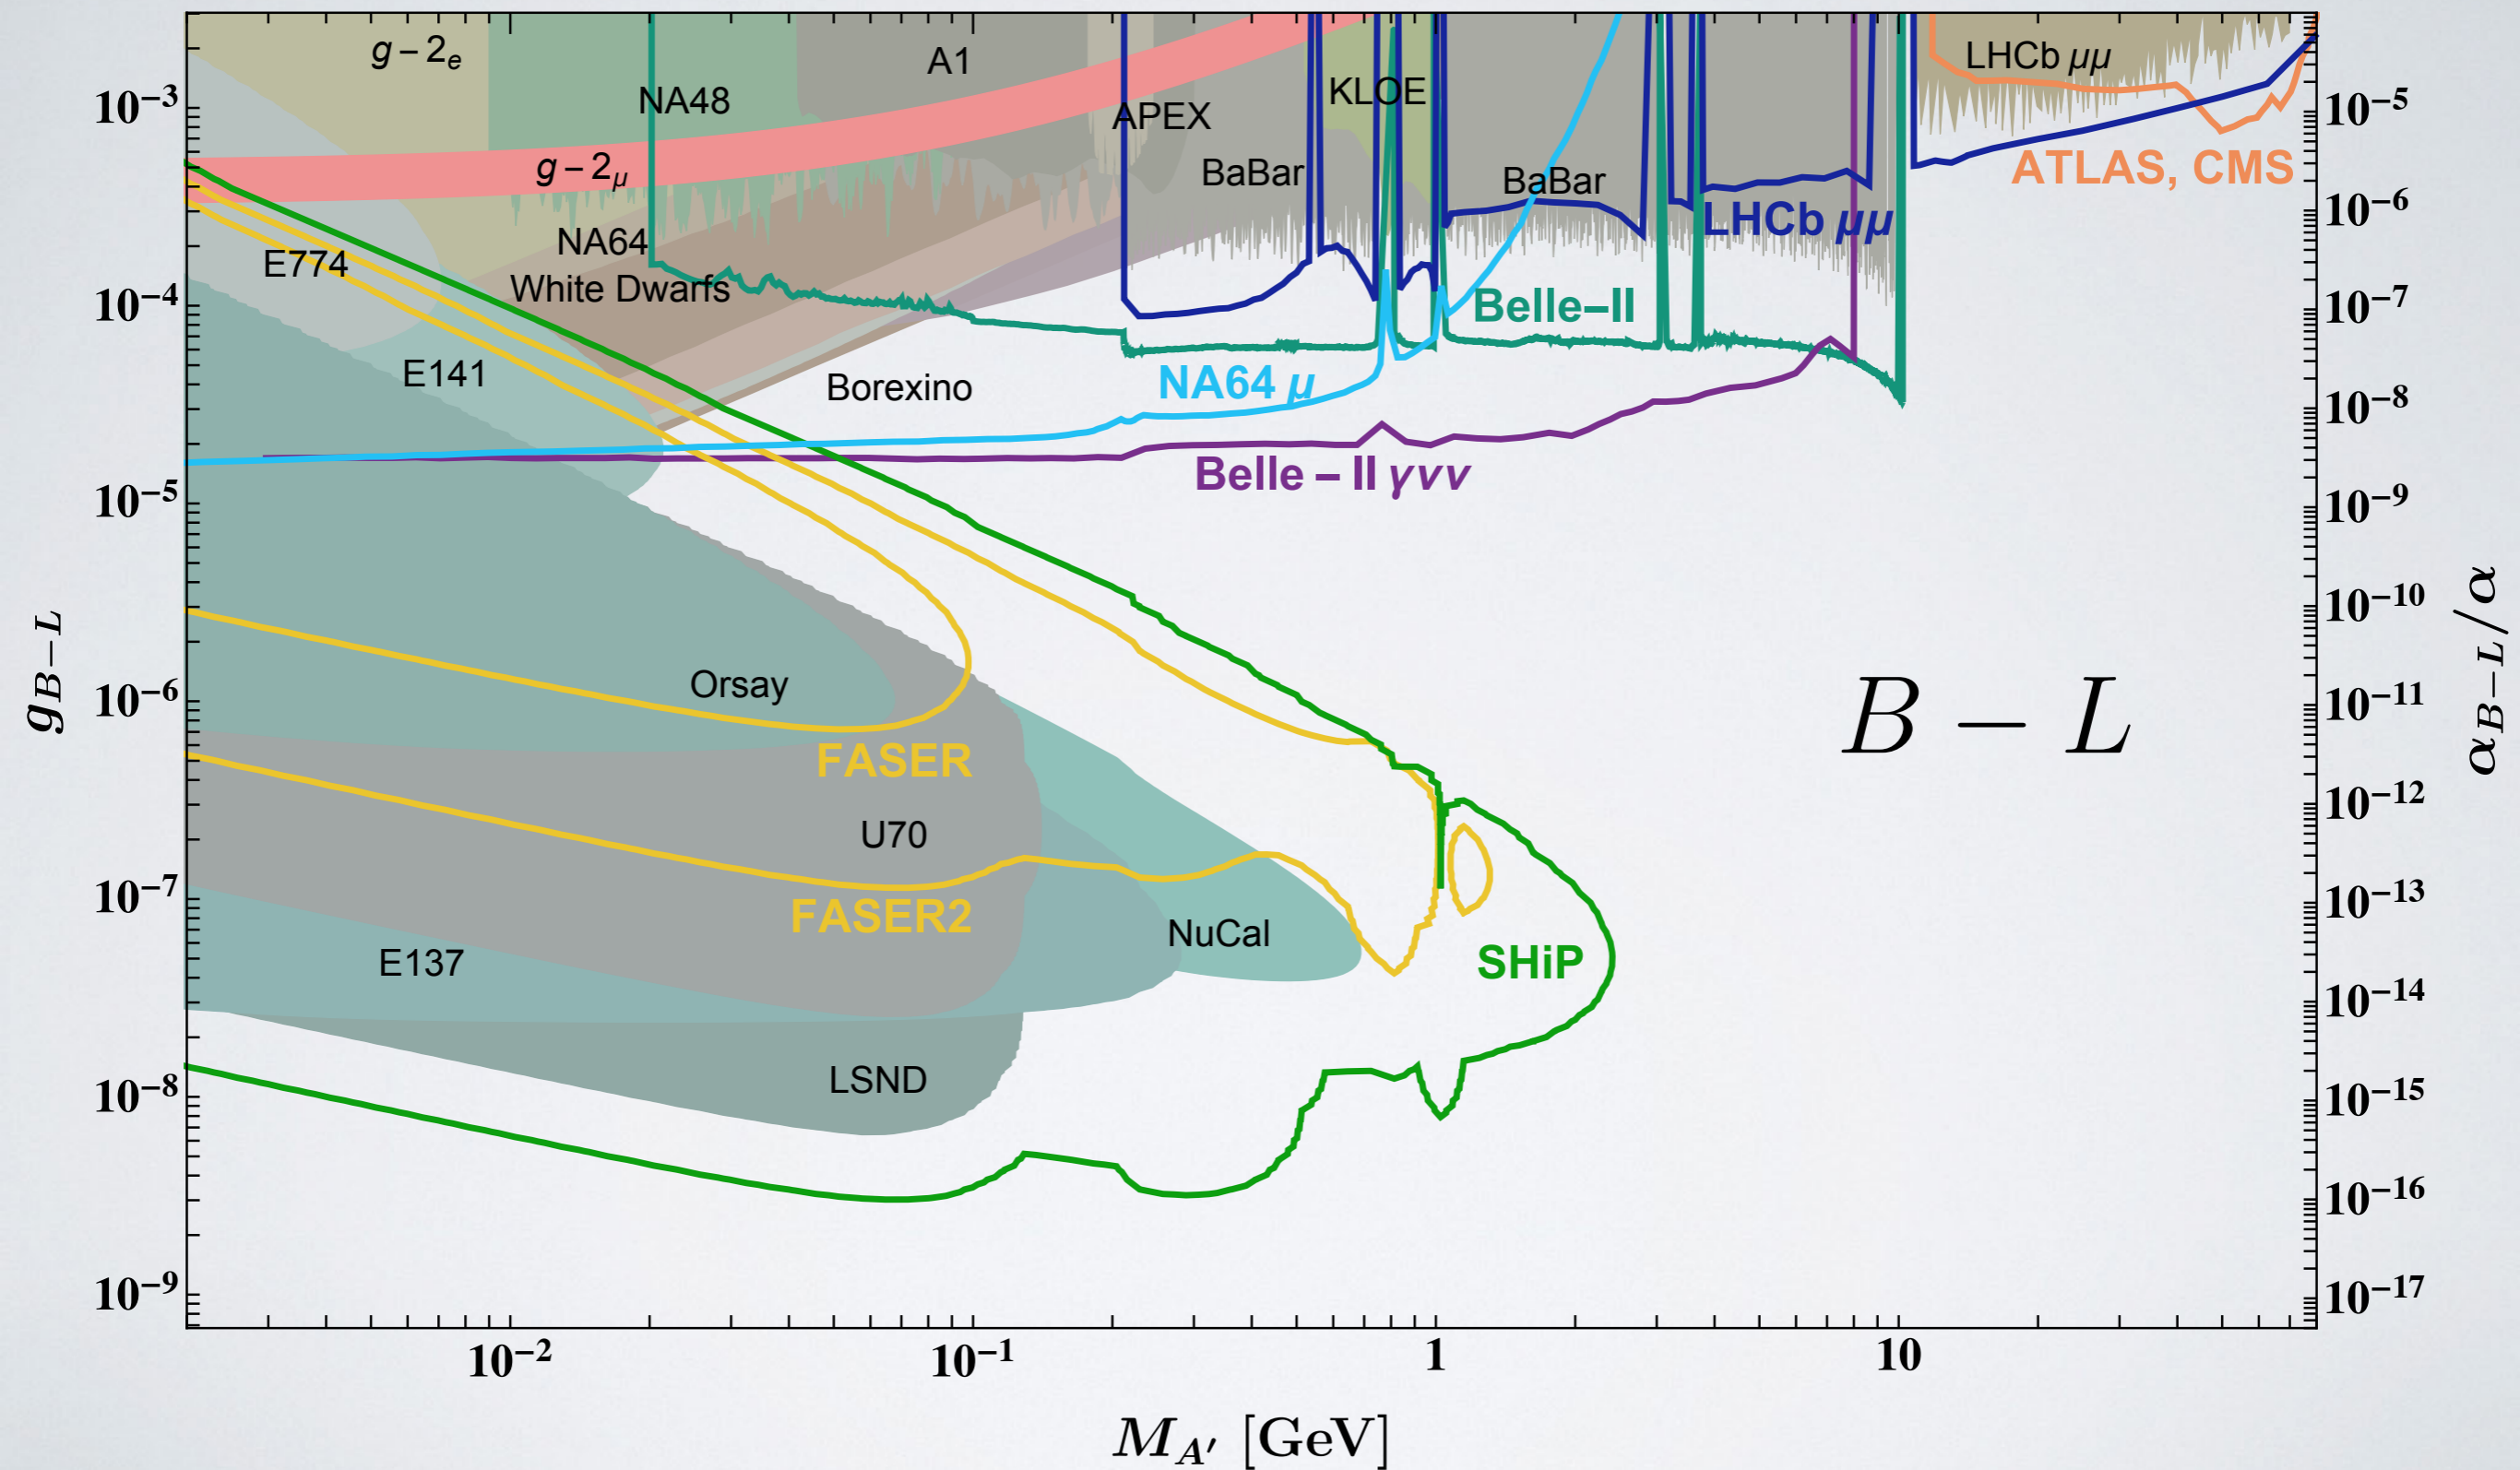 g − 2e
A1
LHCb μμ
NA48
KLOE
10⁻³
10⁻⁵
APEX
g − 2μ
BaBar
BaBar
ATLAS, CMS
10⁻⁶
LHCb μμ
NA64
E774
White Dwarfs
10⁻⁴
Belle–II
10⁻⁷
E141
Borexino
NA64 μ
10⁻⁸
Belle – II γνν
10⁻⁵
10⁻⁹
gB−L
10⁻¹⁰
αB−L/α
Orsay
10⁻⁶
10⁻¹¹
B − L
FASER
10⁻¹²
U70
10⁻⁷
10⁻¹³
FASER2
NuCal
E137
SHiP
10⁻¹⁴
LSND
10⁻⁸
10⁻¹⁵
10⁻¹⁶
10⁻⁹
10⁻¹⁷
10⁻² 10⁻¹ 1 10
MA′ [GeV]